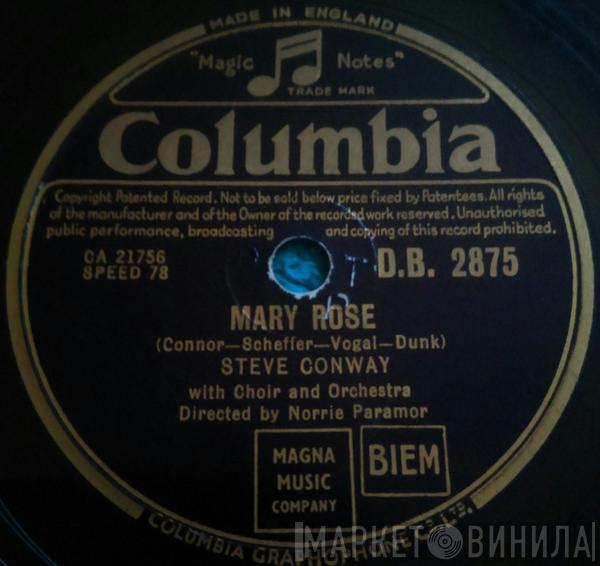 MADE IN ENGLAND
"Magic Notes"
TRADE MARK
Columbia
Copyright Patented Record. Not to be sold below price fixed by Patentees. All rights
of the manufacturer and of the Owner of the recorded work reserved. Unauthorised
public performance, broadcasting and copying of this record prohibited.
CA 21756
SPEED 78
D.B. 2875
MARY ROSE
(Connor—Scheffer—Vogal—Dunk)
STEVE CONWAY
with Choir and Orchestra
Directed by Norrie Paramor
MAGNA
MUSIC
COMPANY
BIEM
COLUMBIA GRAPHOPHONE CO. LTD.
МАРКЕТ ВИНИЛА